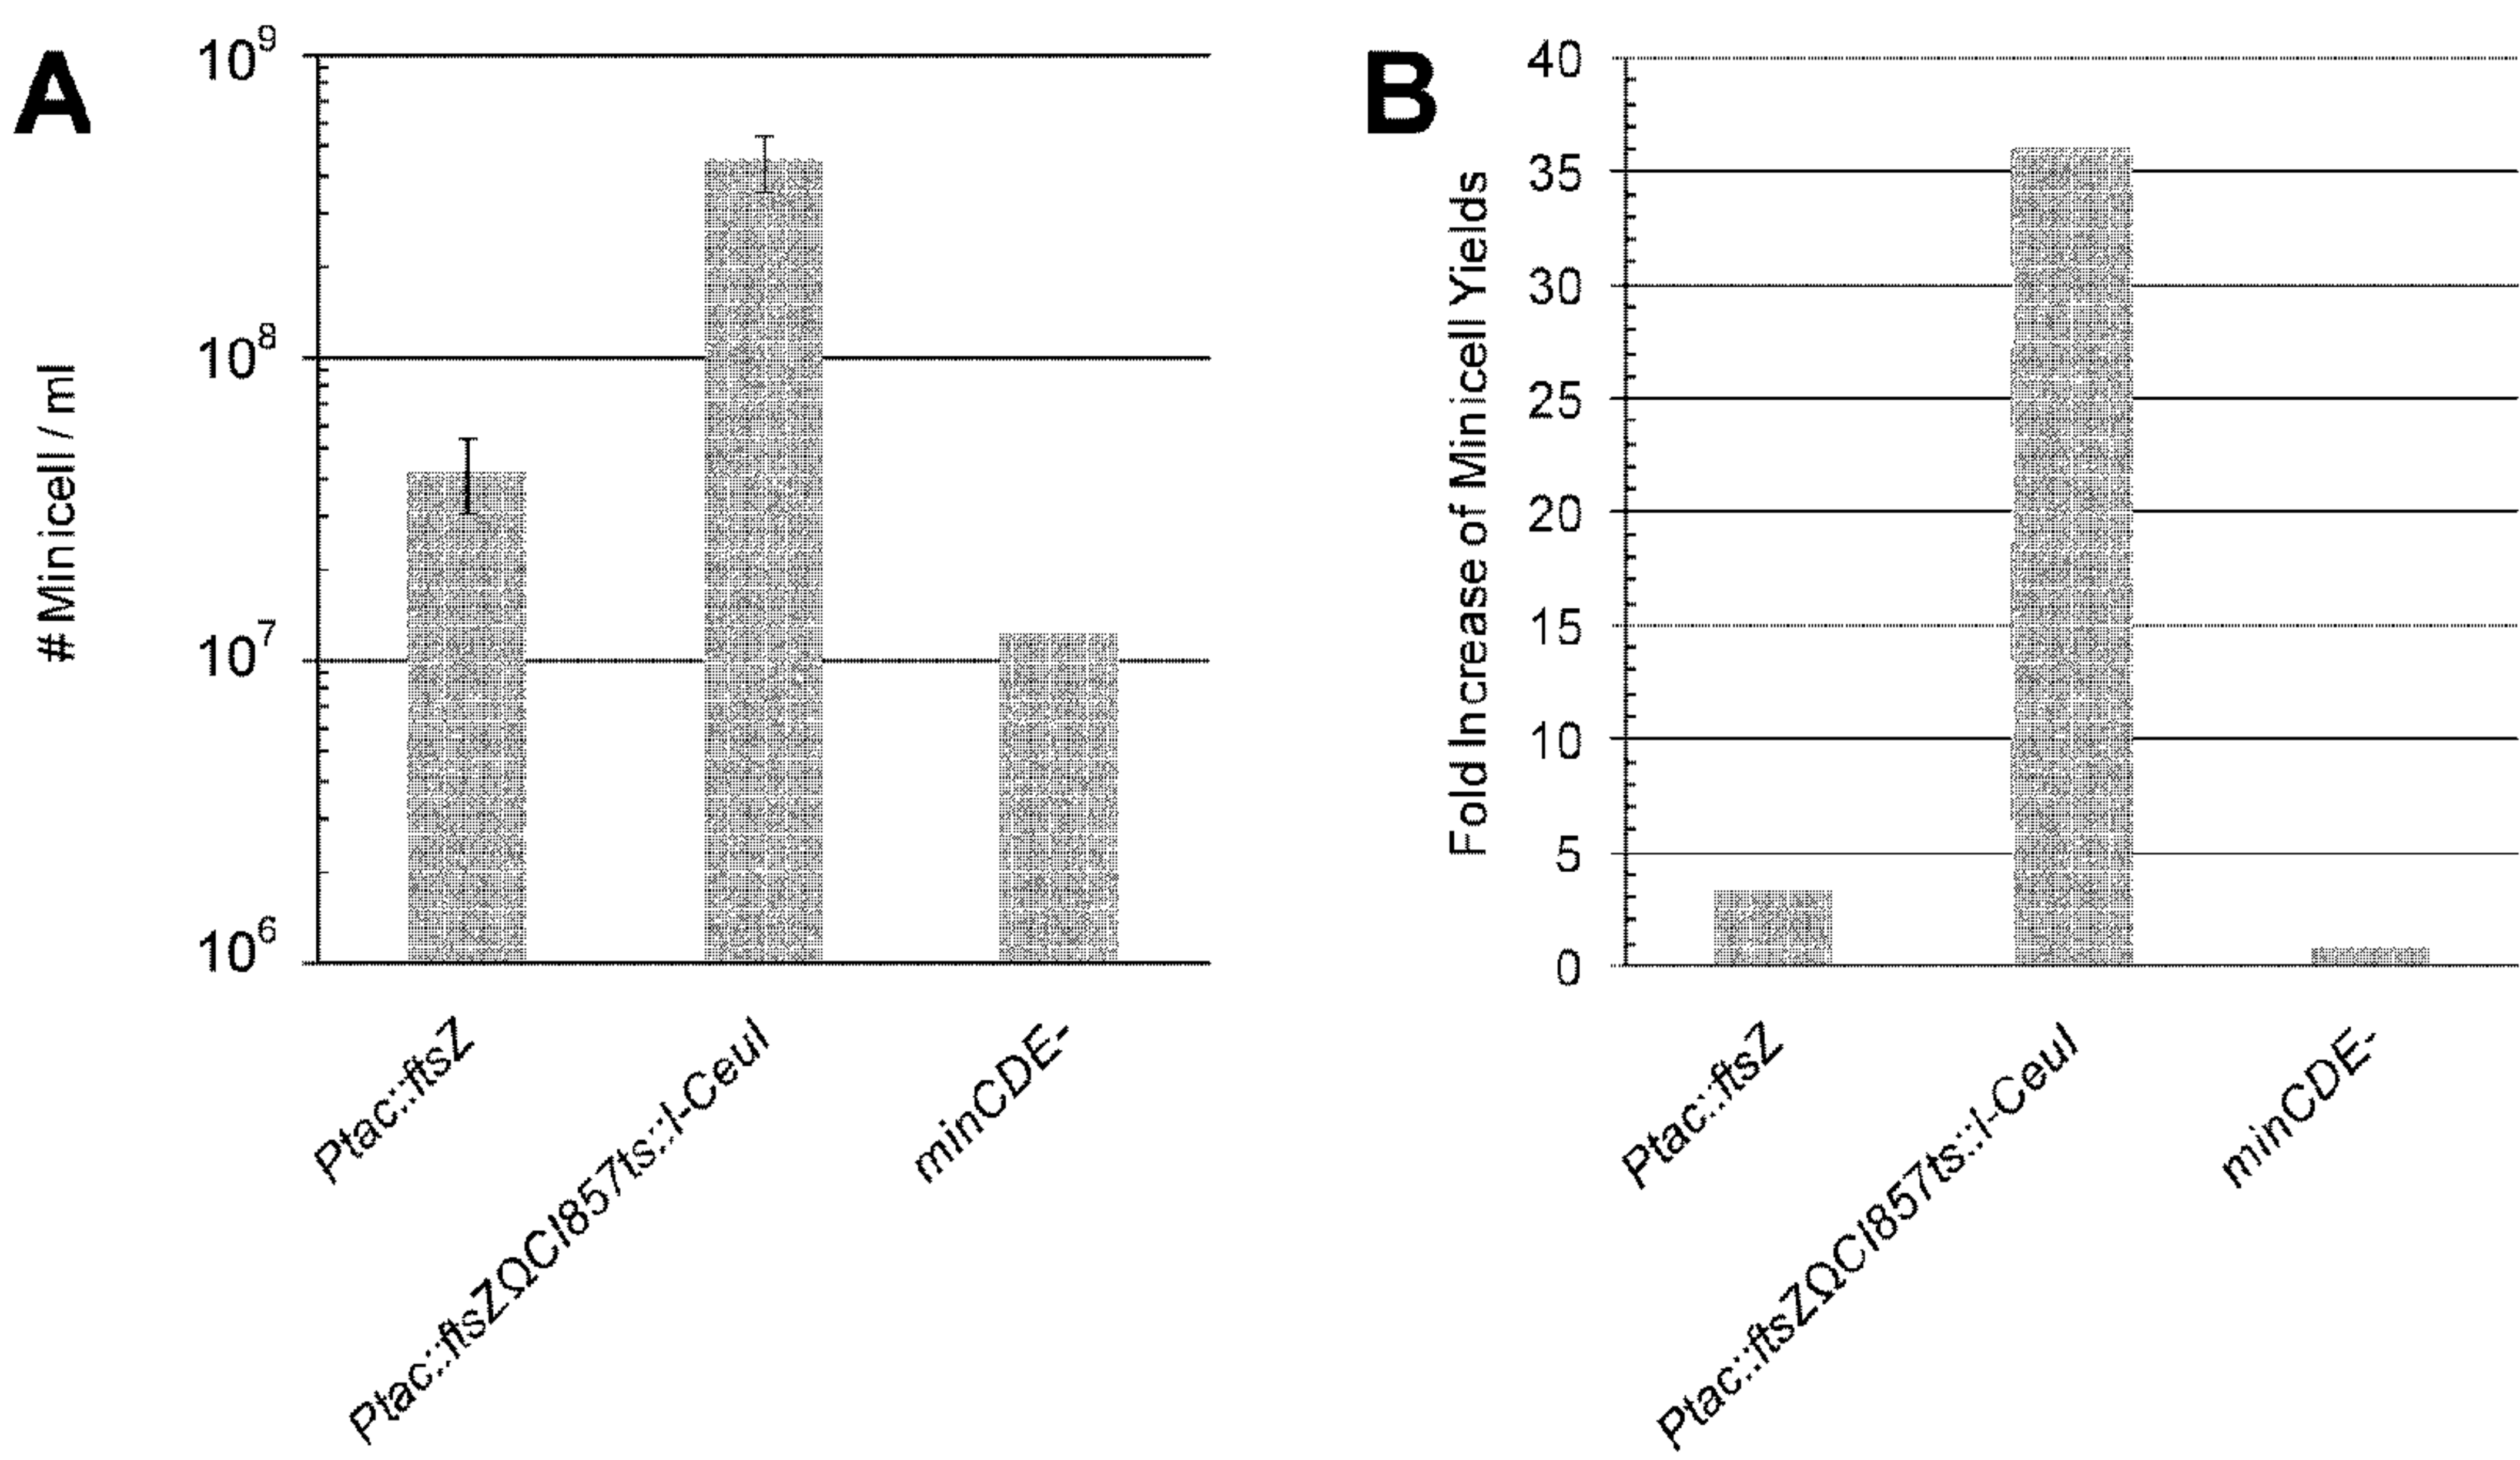 A
# Minicell / ml
10^9
10^8
10^7
10^6
Ptac::ftsZ
Ptac::ftsZΩCI857ts::I-CeuI
minCDE-
B
Fold Increase of Minicell Yields
40
35
30
25
20
15
10
5
0
Ptac::ftsZ
Ptac::ftsZΩCI857ts::I-CeuI
minCDE-